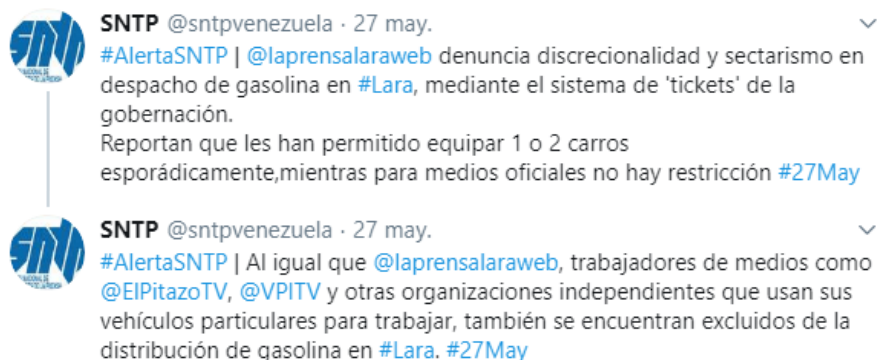 SNTP @sntpvenezuela · 27 may.
#AlertaSNTP | @laprensalaraweb denuncia discrecionalidad y sectarismo en
despacho de gasolina en #Lara, mediante el sistema de 'tickets' de la
gobernación.
Reportan que les han permitido equipar 1 o 2 carros
esporádicamente,mientras para medios oficiales no hay restricción #27May
SNTP @sntpvenezuela · 27 may.
#AlertaSNTP | Al igual que @laprensalaraweb, trabajadores de medios como
@ElPitazoTV, @VPITV y otras organizaciones independientes que usan sus
vehículos particulares para trabajar, también se encuentran excluidos de la
distribución de gasolina en #Lara. #27May